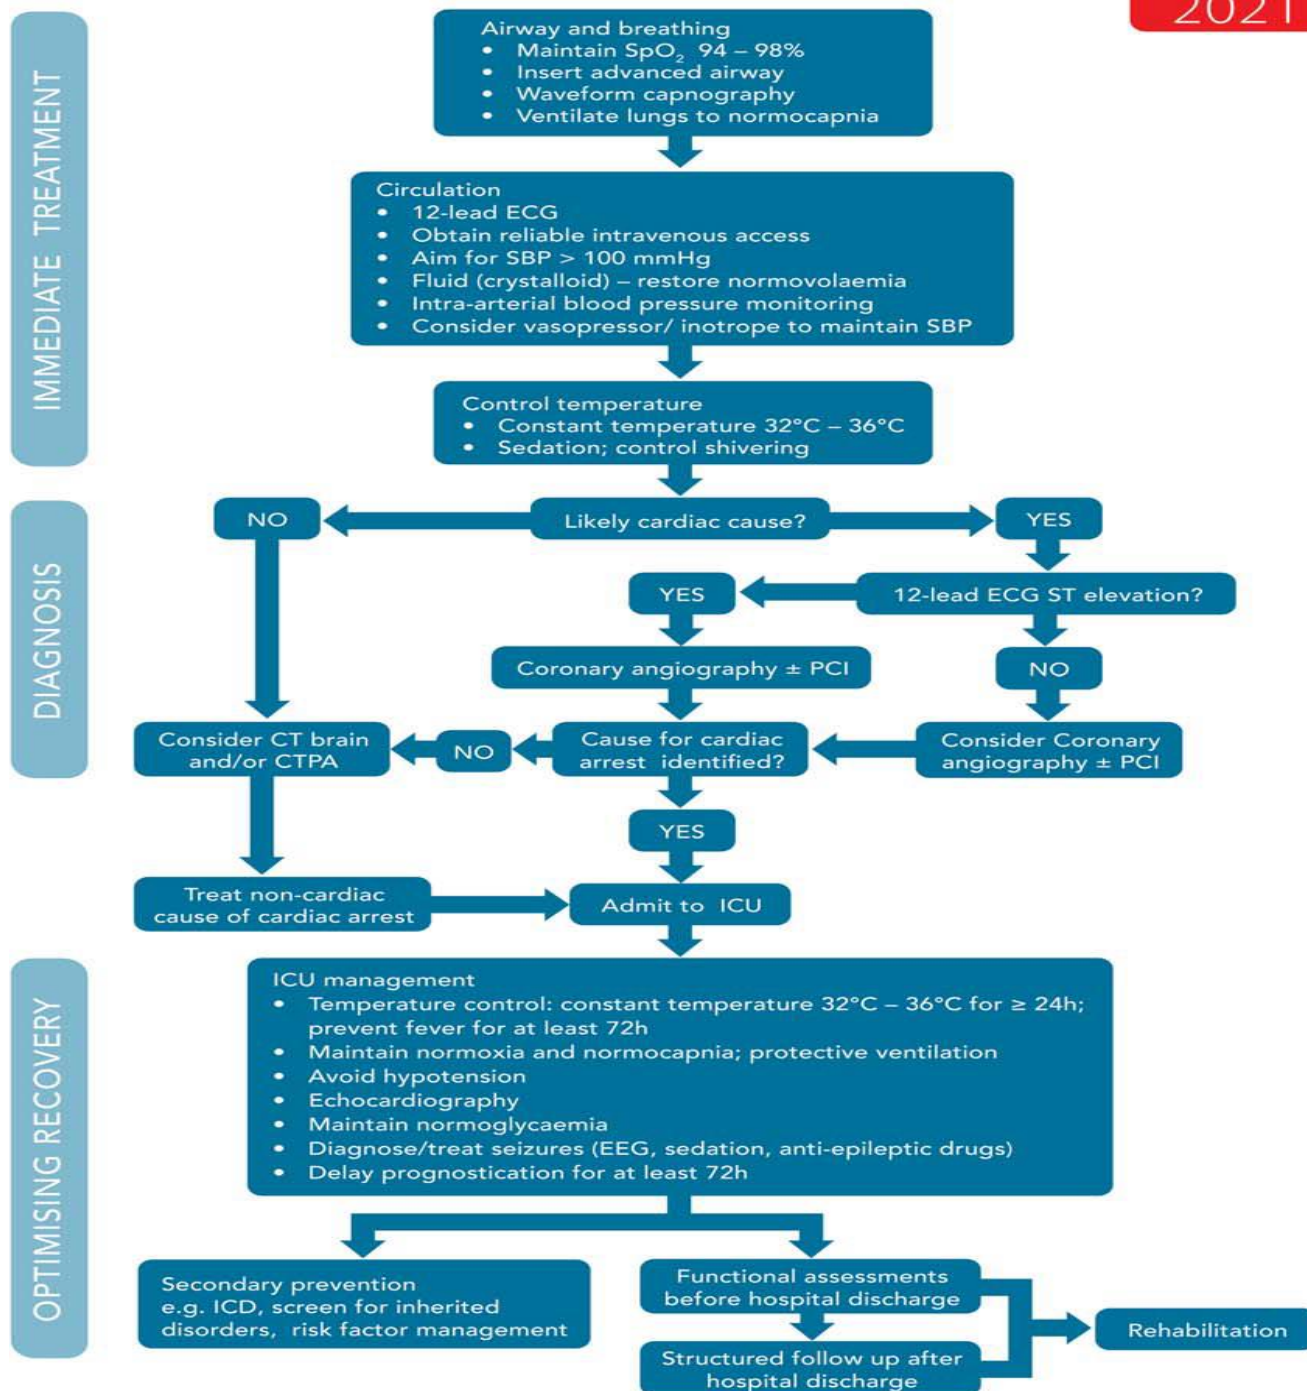 2021
IMMEDIATE TREATMENT
Airway and breathing
• Maintain SpO₂ 94 – 98%
• Insert advanced airway
• Waveform capnography
• Ventilate lungs to normocapnia
Circulation
• 12-lead ECG
• Obtain reliable intravenous access
• Aim for SBP > 100 mmHg
• Fluid (crystalloid) – restore normovolaemia
• Intra-arterial blood pressure monitoring
• Consider vasopressor/ inotrope to maintain SBP
Control temperature
• Constant temperature 32°C – 36°C
• Sedation; control shivering
DIAGNOSIS
NO
Likely cardiac cause?
YES
YES
12-lead ECG ST elevation?
Coronary angiography ± PCI
NO
Consider CT brain
and/or CTPA
NO
Cause for cardiac
arrest identified?
Consider Coronary
angiography ± PCI
YES
Treat non-cardiac
cause of cardiac arrest
Admit to ICU
OPTIMISING RECOVERY
ICU management
• Temperature control: constant temperature 32°C – 36°C for ≥ 24h;
prevent fever for at least 72h
• Maintain normoxia and normocapnia; protective ventilation
• Avoid hypotension
• Echocardiography
• Maintain normoglycaemia
• Diagnose/treat seizures (EEG, sedation, anti-epileptic drugs)
• Delay prognostication for at least 72h
Secondary prevention
e.g. ICD, screen for inherited
disorders, risk factor management
Functional assessments
before hospital discharge
Structured follow up after
hospital discharge
Rehabilitation